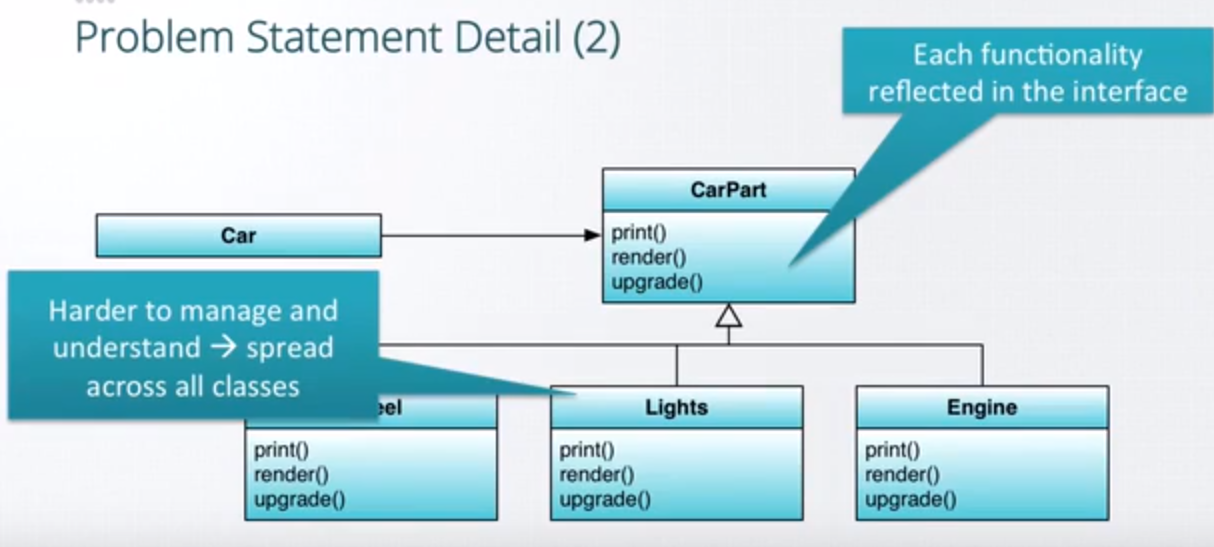 Problem Statement Detail (2)
Each functionality
reflected in the interface
CarPart
print()
render()
upgrade()
Car
Harder to manage and
understand → spread
across all classes
eel
print()
render()
upgrade()
Lights
print()
render()
upgrade()
Engine
print()
render()
upgrade()